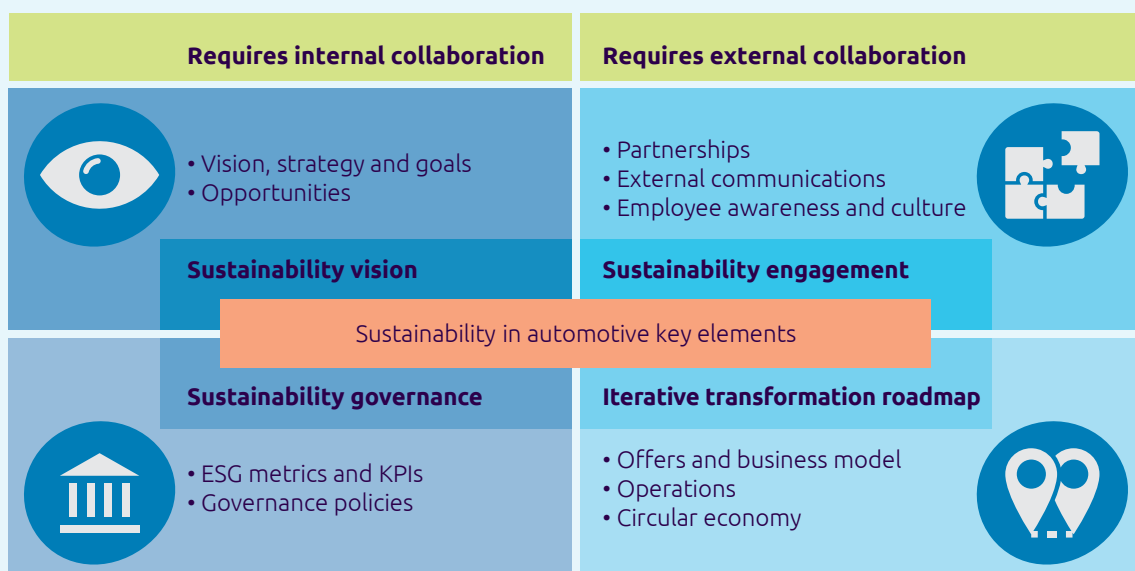 Requires internal collaboration
Requires external collaboration
• Vision, strategy and goals
• Opportunities
Sustainability vision
• Partnerships
• External communications
• Employee awareness and culture
Sustainability engagement
Sustainability in automotive key elements
Sustainability governance
• ESG metrics and KPIs
• Governance policies
Iterative transformation roadmap
• Offers and business model
• Operations
• Circular economy